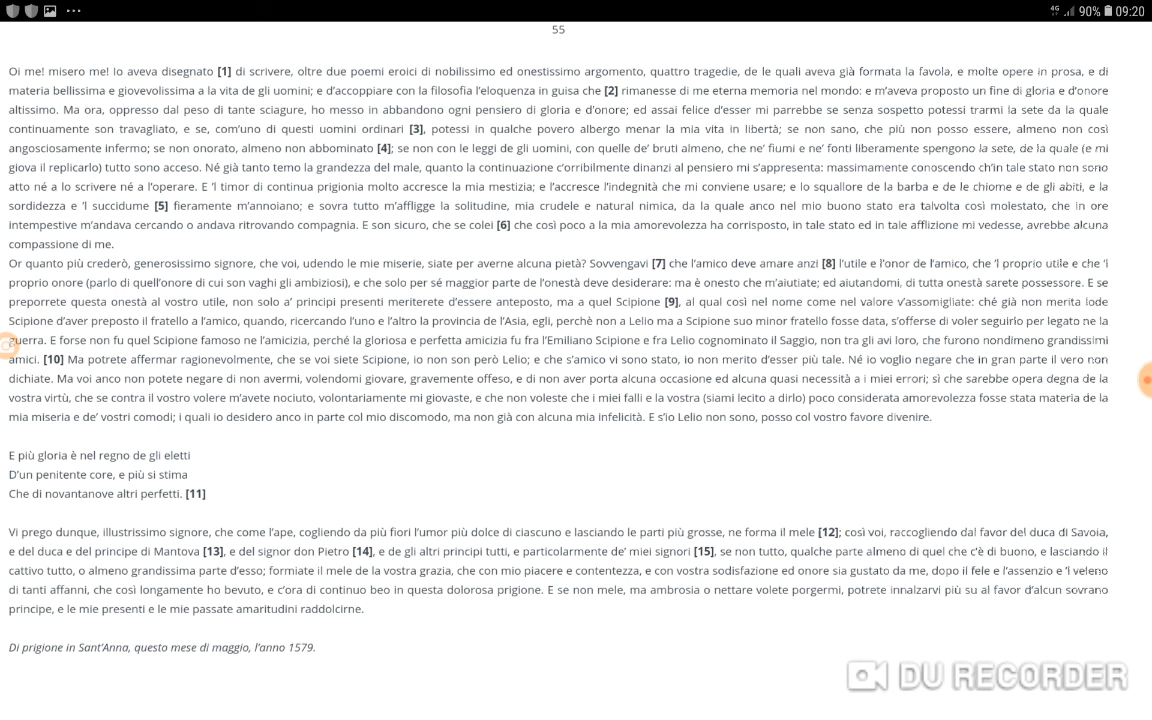 4G 90% 09:20
55
Oi me! misero me! Io aveva disegnato [1] di scrivere, oltre due poemi eroici di nobilissimo ed onestissimo argomento, quattro tragedie, de le quali aveva già formata la favola, e molte opere in prosa, e di
materia bellissima e giovevolissima a la vita de gli uomini; e d'accoppiare con la filosofia l'eloquenza in guisa che [2] rimanesse di me eterna memoria nel mondo: e m'aveva proposto un fine di gloria e d'onore
altissimo. Ma ora, oppresso dal peso di tante sciagure, ho messo in abbandono ogni pensiero di gloria e d'onore; ed assai felice d'esser mi parrebbe se senza sospetto potessi trarmi la sete da la quale
continuamente son travagliato, e se, com'uno di questi uomini ordinari [3], potessi in qualche povero albergo menar la mia vita in libertà; se non sano, che più non posso essere, almeno non così
angosciosamente infermo; se non onorato, almeno non abbominato [4]; se non con le leggi de gli uomini, con quelle de' bruti almeno, che ne' fiumi e ne' fonti liberamente spengono la sete, de la quale (e mi
giova il replicarlo) tutto sono acceso. Né già tanto temo la grandezza del male, quanto la continuazione c'orribilmente dinanzi al pensiero mi s'appresenta: massimamente conoscendo ch'in tale stato non sono
atto né a lo scrivere né a l'operare. E 'l timor di continua prigionia molto accresce la mia mestizia; e l'accresce l'indegnità che mi conviene usare; e lo squallore de la barba e de le chiome e de gli abiti, e la
sordidezza e 'l succidume [5] fieramente m'annoiano; e sovra tutto m'affligge la solitudine, mia crudele e natural nimica, da la quale anco nel mio buono stato era talvolta così molestato, che in ore
intempestive m'andava cercando o andava ritrovando compagnia. E son sicuro, che se colei [6] che così poco a la mia amorevolezza ha corrisposto, in tale stato ed in tale afflizione mi vedesse, avrebbe alcuna
compassione di me.
Or quanto più crederò, generosissimo signore, che voi, udendo le mie miserie, siate per averne alcuna pietà? Sovvengavi [7] che l'amico deve amare anzi [8] l'utile e l'onor de l'amico, che 'l proprio utile e che 'l
proprio onore (parlo di quell'onore di cui son vaghi gli ambiziosi), e che solo per sé maggior parte de l'onestà deve desiderare: ma è onesto che m'aiutiate; ed aiutandomi, di tutta onestà sarete possessore. E se
preporrete questa onestà al vostro utile, non solo a' principi presenti meriterete d'essere anteposto, ma a quel Scipione [9], al qual così nel nome come nel valore v'assomigliate: ché già non merita lode
Scipione d'aver preposto il fratello a l'amico, quando, ricercando l'uno e l'altro la provincia de l'Asia, egli, perchè non a Lelio ma a Scipione suo minor fratello fosse data, s'offerse di voler seguirlo per legato ne la
guerra. E forse non fu quel Scipione famoso ne l'amicizia, perché la gloriosa e perfetta amicizia fu fra l'Emiliano Scipione e fra Lelio cognominato il Saggio, non tra gli avi loro, che furono nondimeno grandissimi
amici. [10] Ma potrete affermar ragionevolmente, che se voi siete Scipione, io non son però Lelio; e che s'amico vi sono stato, io non merito d'esser più tale. Né io voglio negare che in gran parte il vero non
dichiate. Ma voi anco non potete negare di non avermi, volendomi giovare, gravemente offeso, e di non aver porta alcuna occasione ed alcuna quasi necessità a i miei errori; sì che sarebbe opera degna de la
vostra virtù, che se contra il vostro volere m'avete nociuto, volontariamente mi giovaste, e che non voleste che i miei falli e la vostra (siami lecito a dirlo) poco considerata amorevolezza fosse stata materia de la
mia miseria e de' vostri comodi; i quali io desidero anco in parte col mio discomodo, ma non già con alcuna mia infelicità. E s'io Lelio non sono, posso col vostro favore divenire.
E più gloria è nel regno de gli eletti
D'un penitente core, e più si stima
Che di novantanove altri perfetti. [11]
Vi prego dunque, illustrissimo signore, che come l'ape, cogliendo da più fiori l'umor più dolce di ciascuno e lasciando le parti più grosse, ne forma il mele [12]; così voi, raccogliendo dal favor del duca di Savoia,
e del duca e del principe di Mantova [13], e del signor don Pietro [14], e de gli altri principi tutti, e particolarmente de' miei signori [15], se non tutto, qualche parte almeno di quel che c'è di buono, e lasciando il
cattivo tutto, o almeno grandissima parte d'esso; formiate il mele de la vostra grazia, che con mio piacere e contentezza, e con vostra sodisfazione ed onore sia gustato da me, dopo il fele e l'assenzio e 'l veleno
di tanti affanni, che così longamente ho bevuto, e c'ora di continuo beo in questa dolorosa prigione. E se non mele, ma ambrosia o nettare volete porgermi, potrete innalzarvi più su al favor d'alcun sovrano
principe, e le mie presenti e le mie passate amaritudini raddolcirne.
Di prigione in Sant'Anna, questo mese di maggio, l'anno 1579.
DU RECORDER